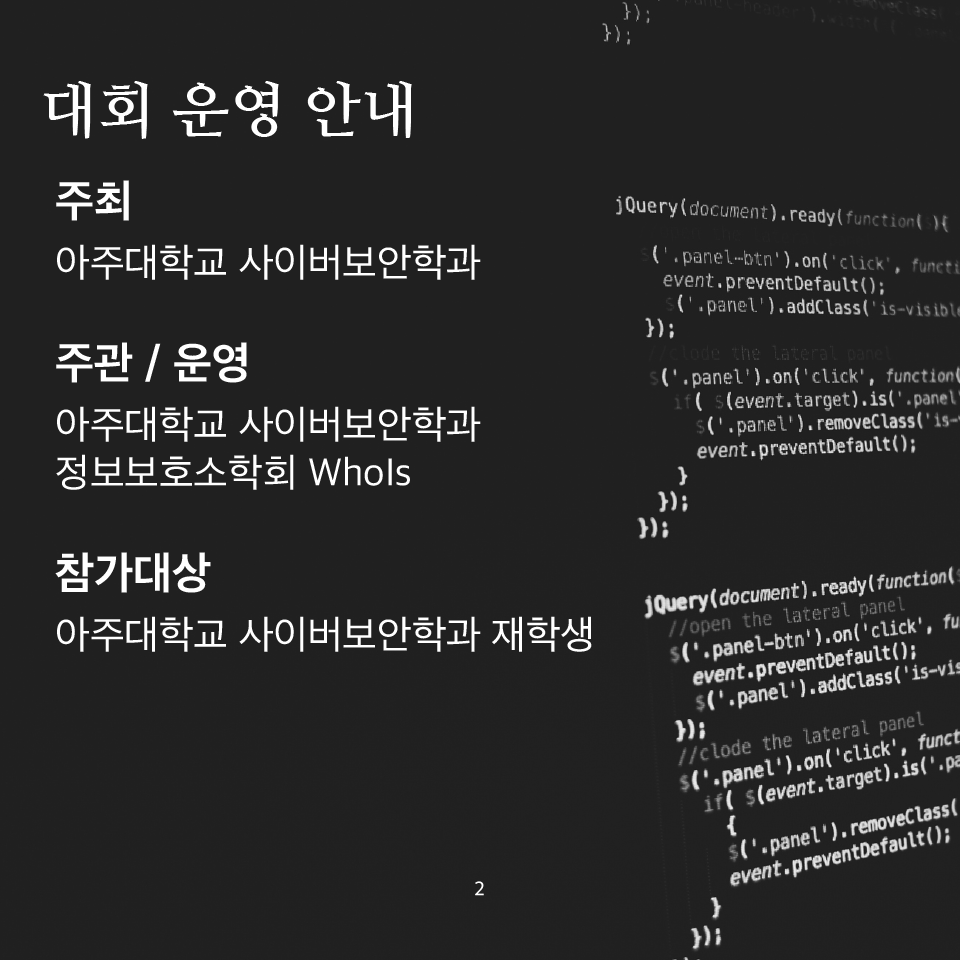 대회 운영 안내
주최
아주대학교 사이버보안학과
주관 / 운영
아주대학교 사이버보안학과
정보보호소학회 WhoIs
참가대상
아주대학교 사이버보안학과 재학생
2
});
});
jQuery(document).ready(function( ){
$('.panel-btn').on('click', functi
event.preventDefault();
$('.panel').addClass('is-visible
});
//clode the lateral panel
$('.panel').on('click', function(
if( $(event.target).is('.panel'
$('.panel').removeClass('is-
event.preventDefault();
}
});
});
jQuery(document).ready(function(
//open the lateral panel
$('.panel-btn').on('click', fu
event.preventDefault();
$('.panel').addClass('is-vis
});
//clode the lateral panel
$('.panel').on('click', funct
if( $(event.target).is('.pa
{
$('.panel').removeClass(
event.preventDefault();
}
});